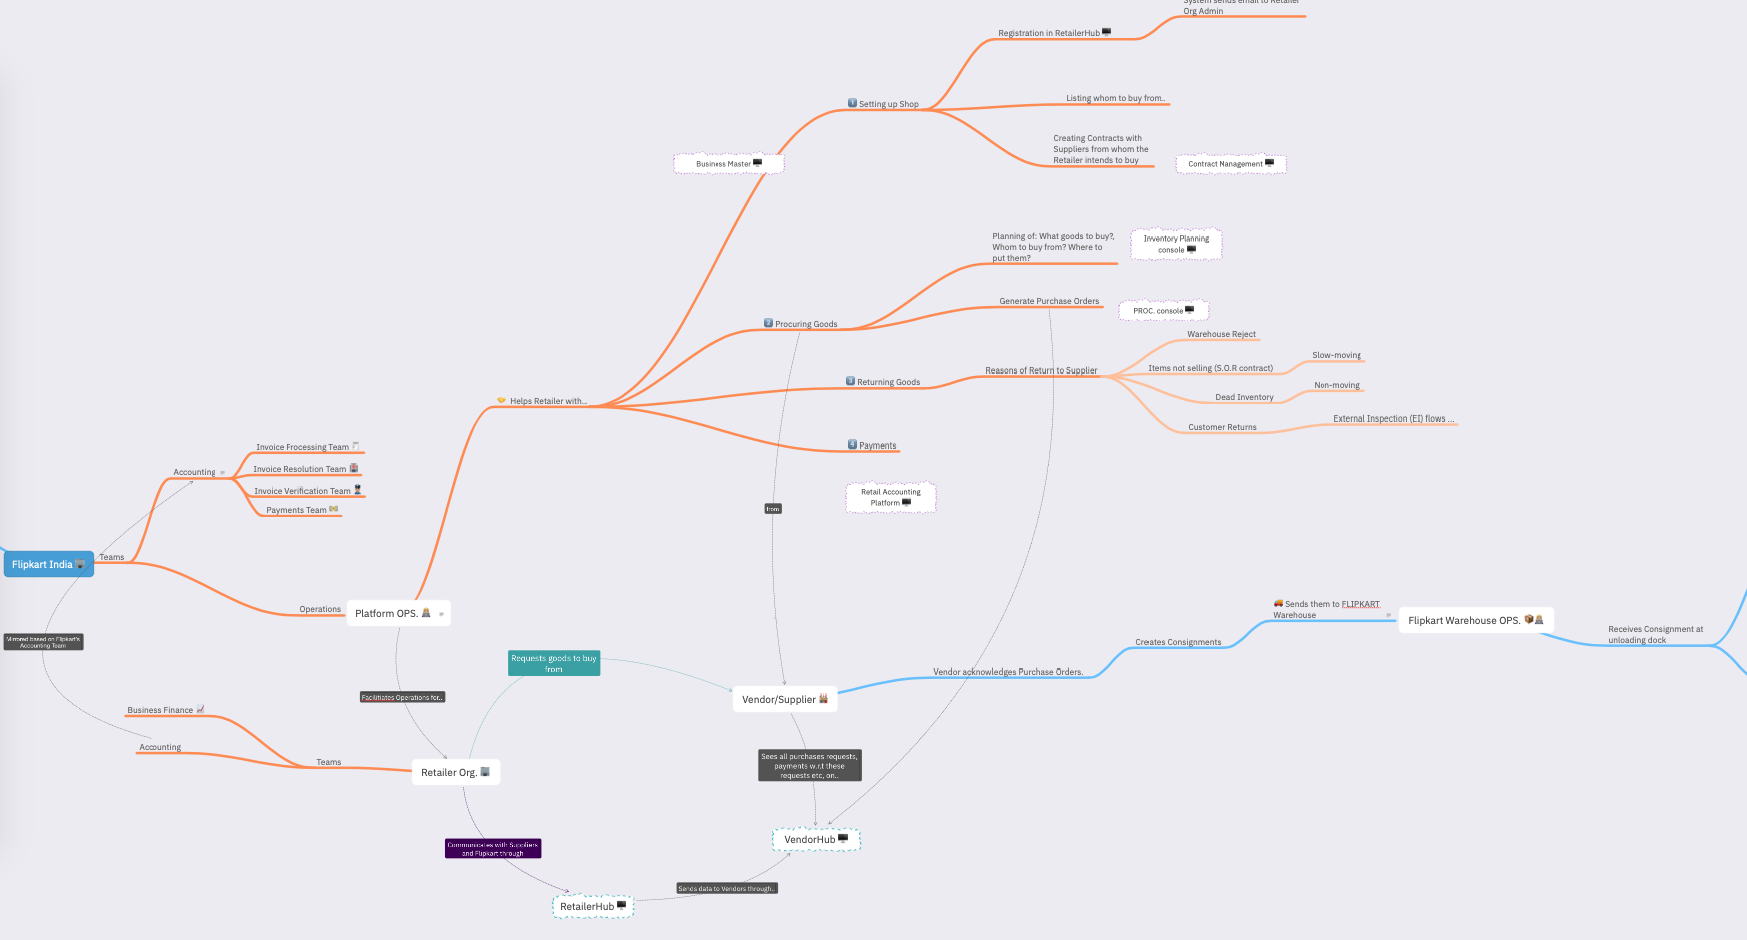 System sends email to Retailer
Org Admin
Registration in RetailerHub
1 Setting up Shop
Listing whom to buy from..
Creating Contracts with
Suppliers from whom the
Retailer intends to buy
Business Master
Contract Management
Planning of: What goods to buy?,
Whom to buy from? Where to
put them?
Inventory Planning
console
Generate Purchase Orders
PROC. console
2 Procuring Goods
Warehouse Reject
Slow-moving
Items not selling (S.O.R contract)
Reasons of Return to Supplier
3 Returning Goods
Non-moving
Dead Inventory
Helps Retailer with...
External Inspection (EI) flows ...
Customer Returns
4 Payments
Invoice Processing Team
Accounting
Invoice Resolution Team
Invoice Verification Team
Payments Team
Retail Accounting
Platform
from
Teams
Flipkart India
Operations
Platform OPS.
Sends them to FLIPKART
Warehouse
Flipkart Warehouse OPS.
Receives Consignment at
unloading dock
Mirrored based on Flipkart's
Accounting Team
Creates Consignments
Requests goods to buy
from
Vendor acknowledges Purchase Orders.
Facilitiates Operations for..
Vendor/Supplier
Business Finance
Accounting
Teams
Retailer Org.
Sees all purchases requests,
payments w.r.t these
requests etc, on..
VendorHub
Communicates with Suppliers
and Flipkart through
Sends data to Vendors through..
RetailerHub